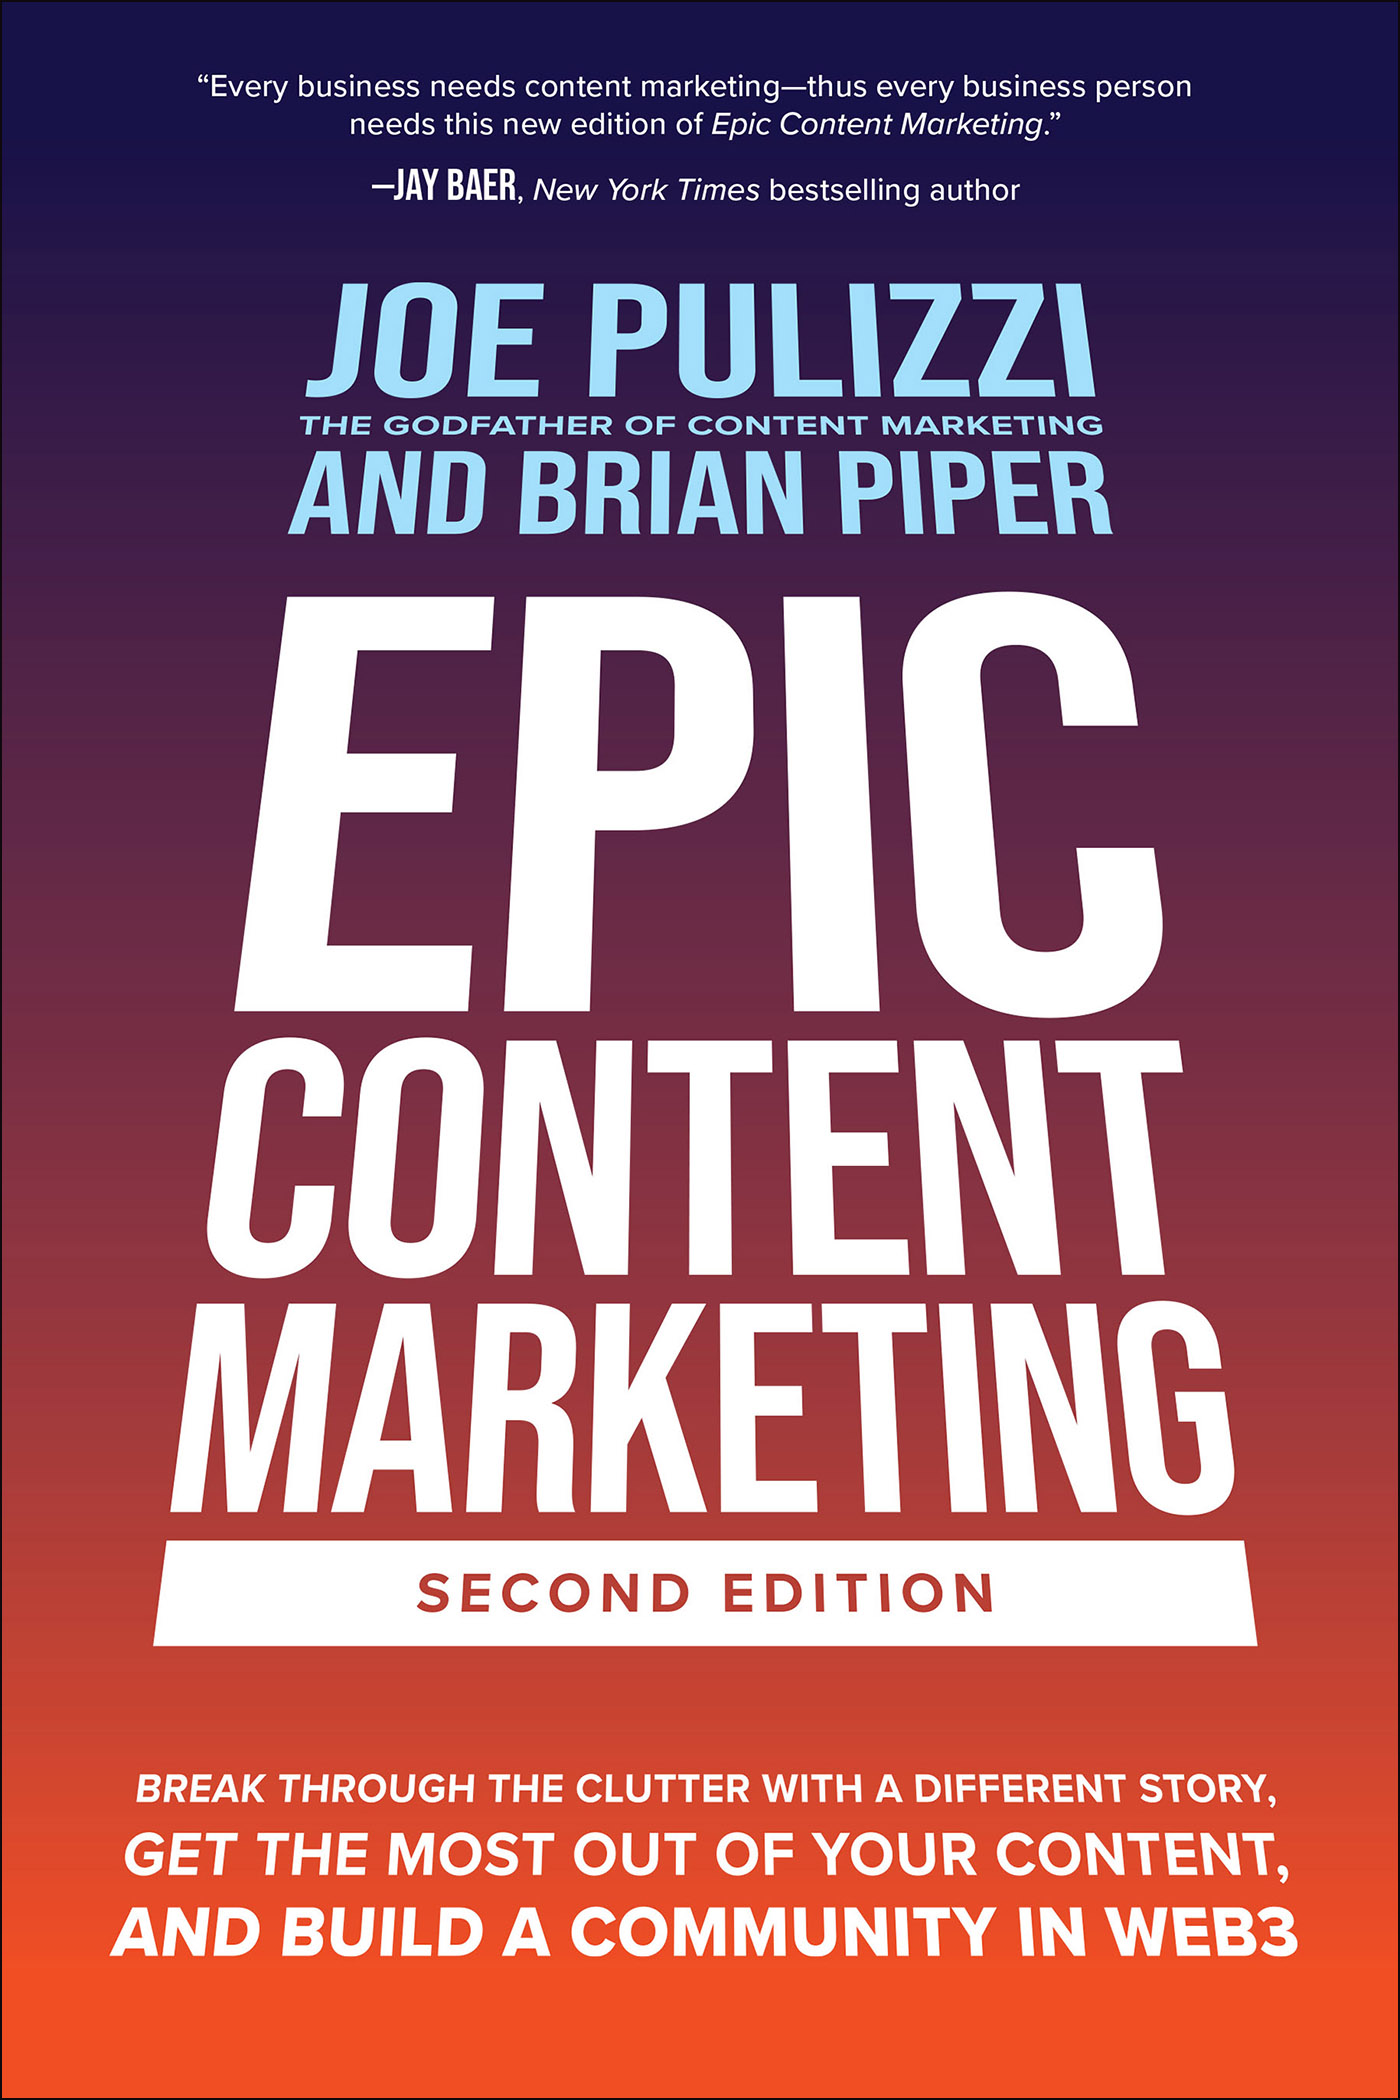 “Every business needs content marketing—thus every business person
needs this new edition of Epic Content Marketing.”
—JAY BAER, New York Times bestselling author
JOE PULIZZI
THE GODFATHER OF CONTENT MARKETING
AND BRIAN PIPER
EPIC
CONTENT
MARKETING
SECOND EDITION
BREAK THROUGH THE CLUTTER WITH A DIFFERENT STORY,
GET THE MOST OUT OF YOUR CONTENT,
AND BUILD A COMMUNITY IN WEB3